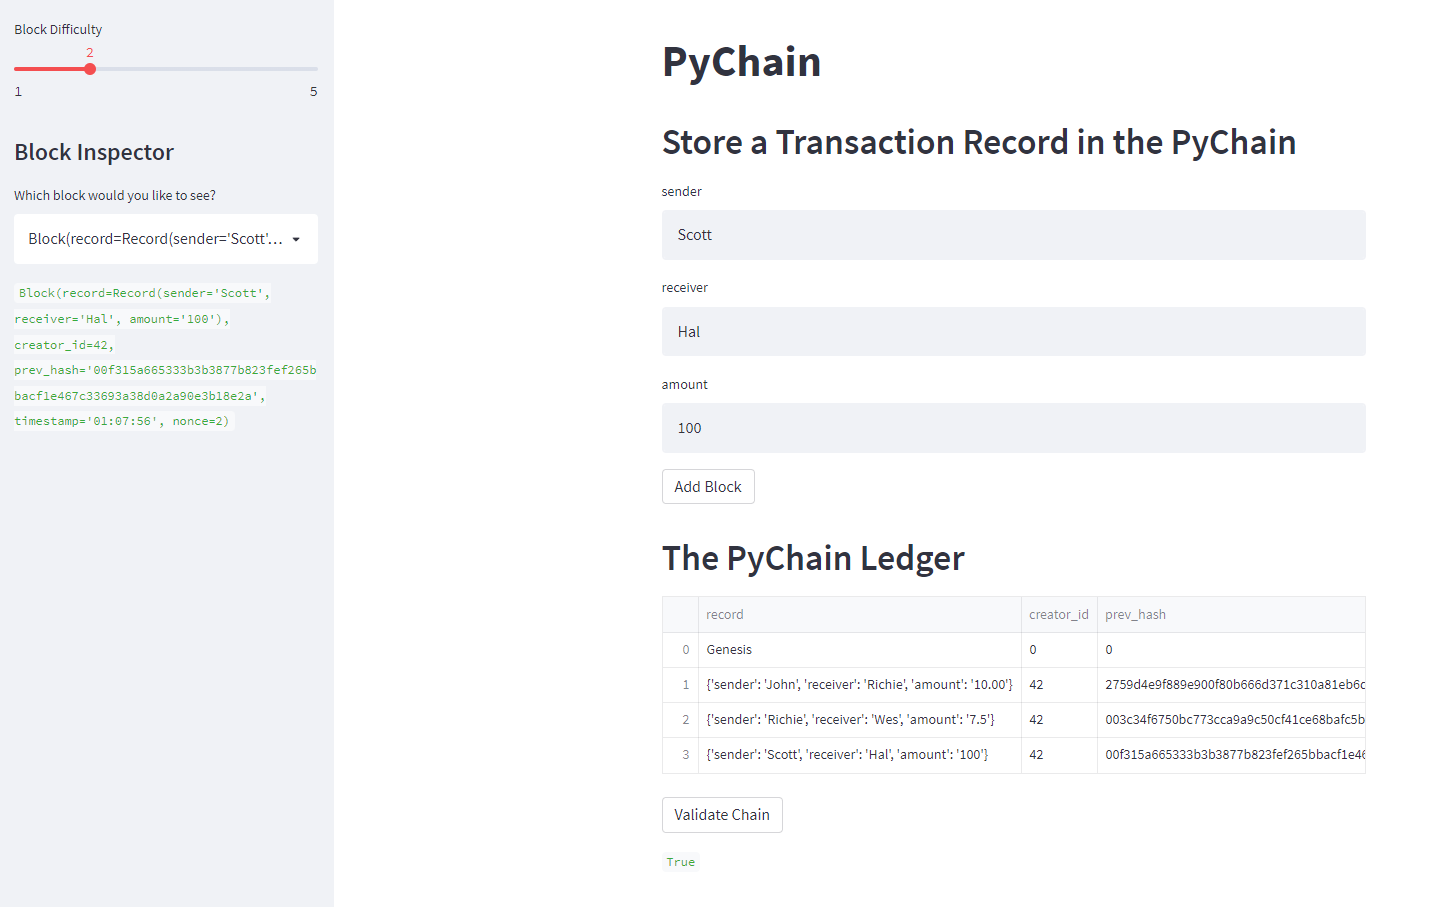 Block Difficulty
2
1 5
Block Inspector
Which block would you like to see?
Block(record=Record(sender='Scott'...
Block(record=Record(sender='Scott',
receiver='Hal', amount='100'),
creator_id=42,
prev_hash='00f315a665333b3b3877b823fef265b
bacf1e467c33693a38d0a2a90e3b18e2a',
timestamp='01:07:56', nonce=2)
PyChain
Store a Transaction Record in the PyChain
sender
Scott
receiver
Hal
amount
100
Add Block
The PyChain Ledger
record creator_id prev_hash
0 Genesis 0 0
1 {'sender': 'John', 'receiver': 'Richie', 'amount': '10.00'} 42 2759d4e9f889e900f80b666d371c310a81eb6c
2 {'sender': 'Richie', 'receiver': 'Wes', 'amount': '7.5'} 42 003c34f6750bc773cca9a9c50cf41ce68bafc5b
3 {'sender': 'Scott', 'receiver': 'Hal', 'amount': '100'} 42 00f315a665333b3b3877b823fef265bbacf1e46
Validate Chain
True